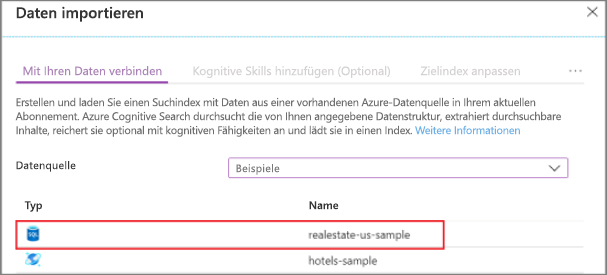 Daten importieren
Mit Ihren Daten verbinden Kognitive Skills hinzufügen (Optional) Zielindex anpassen ...
Erstellen und laden Sie einen Suchindex mit Daten aus einer vorhandenen Azure-Datenquelle in Ihrem aktuellen
Abonnement. Azure Cognitive Search durchsucht die von Ihnen angegebene Datenstruktur, extrahiert durchsuchbare
Inhalte, reichert sie optional mit kognitiven Fähigkeiten an und lädt sie in einen Index. Weitere Informationen
Datenquelle Beispiele
Typ Name
SQL realestate-us-sample
hotels-sample